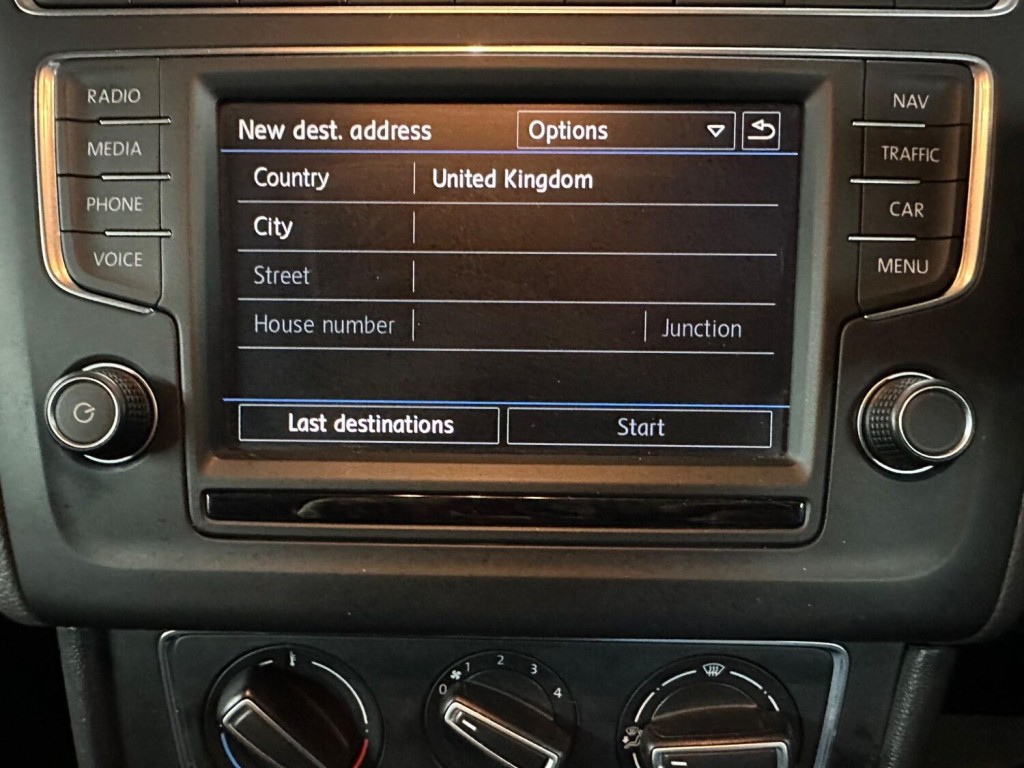 RADIO
MEDIA
PHONE
VOICE
New dest. address Options
Country United Kingdom
City
Street
House number Junction
Last destinations Start
NAV
TRAFFIC
CAR
MENU
0 1 2 3 4